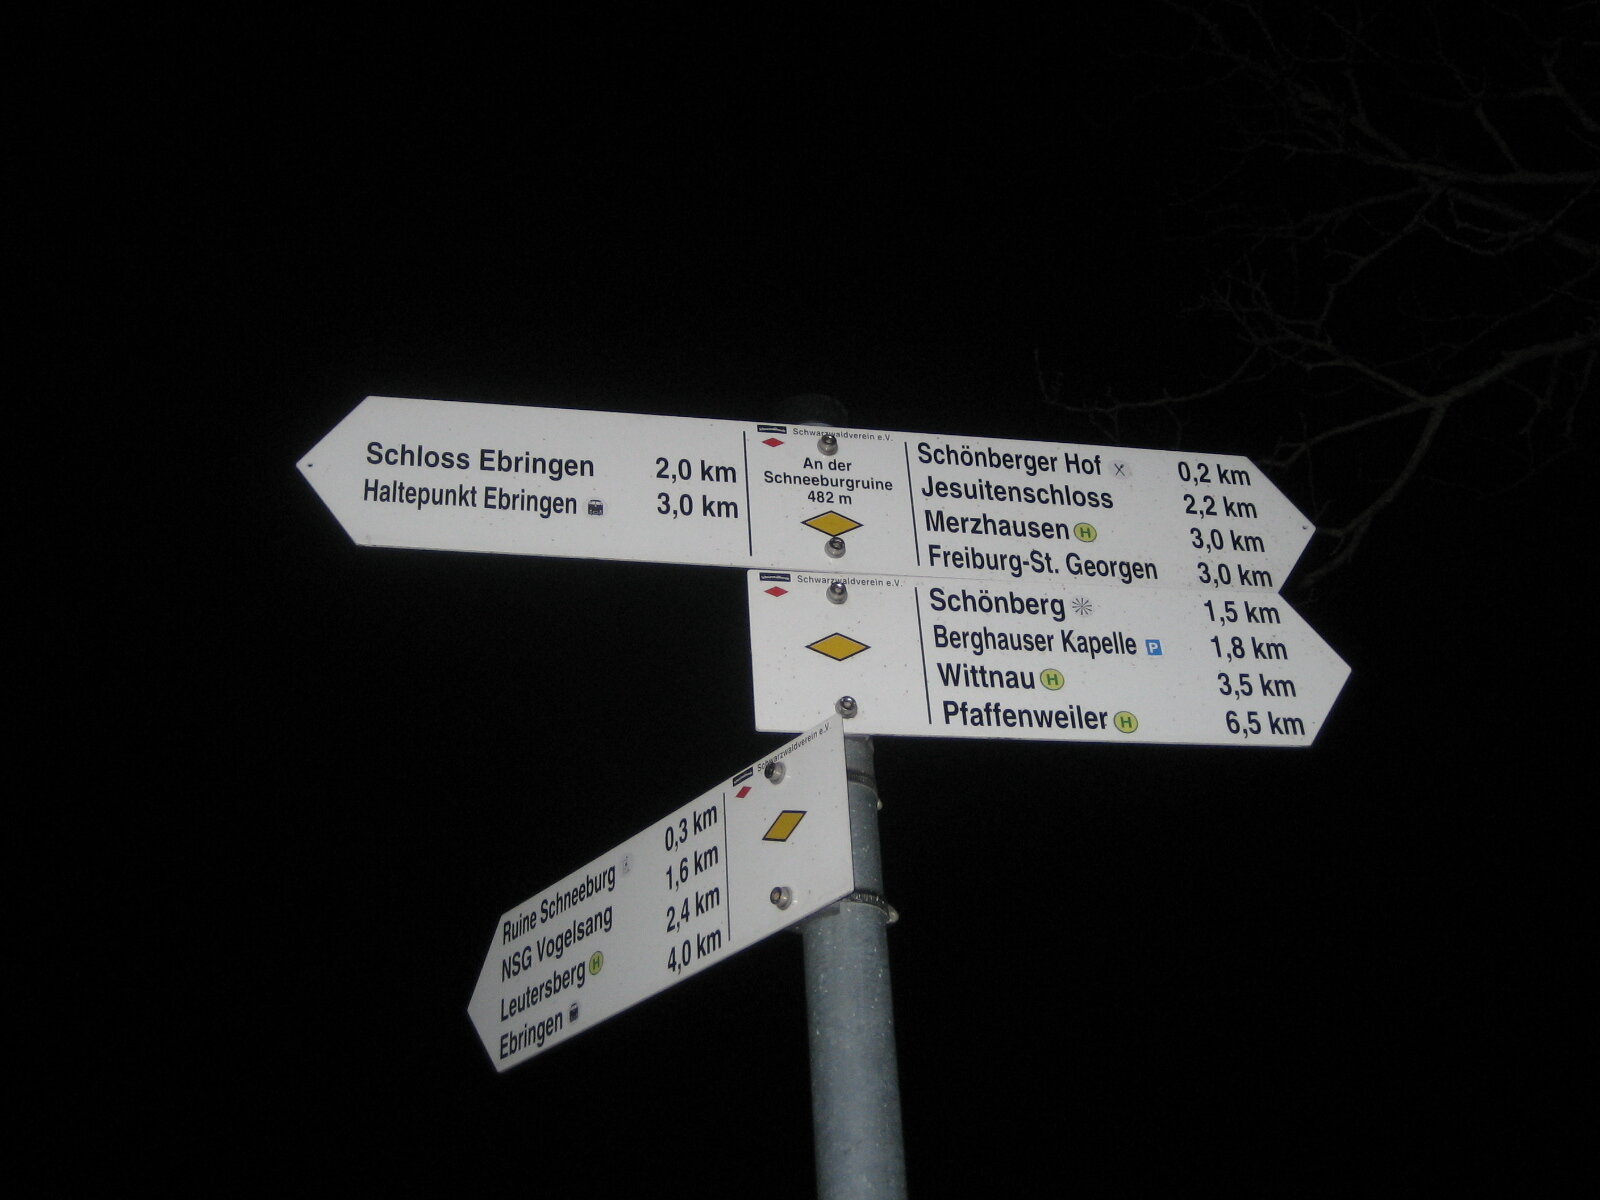 Schloss Ebringen 2,0 km
Haltepunkt Ebringen 3,0 km
Schwarzwaldverein e.V.
An der
Schneeburgruine
482 m
Schönberger Hof 0,2 km
Jesuitenschloss 2,2 km
Merzhausen H 3,0 km
Freiburg-St. Georgen 3,0 km
Schwarzwaldverein e.V.
Schönberg 1,5 km
Berghauser Kapelle P 1,8 km
Wittnau H 3,5 km
Pfaffenweiler H 6,5 km
Schwarzwaldverein e.V.
Ruine Schneeburg 0,3 km
NSG Vogelsang 1,6 km
Leutersberg H 2,4 km
Ebringen 4,0 km